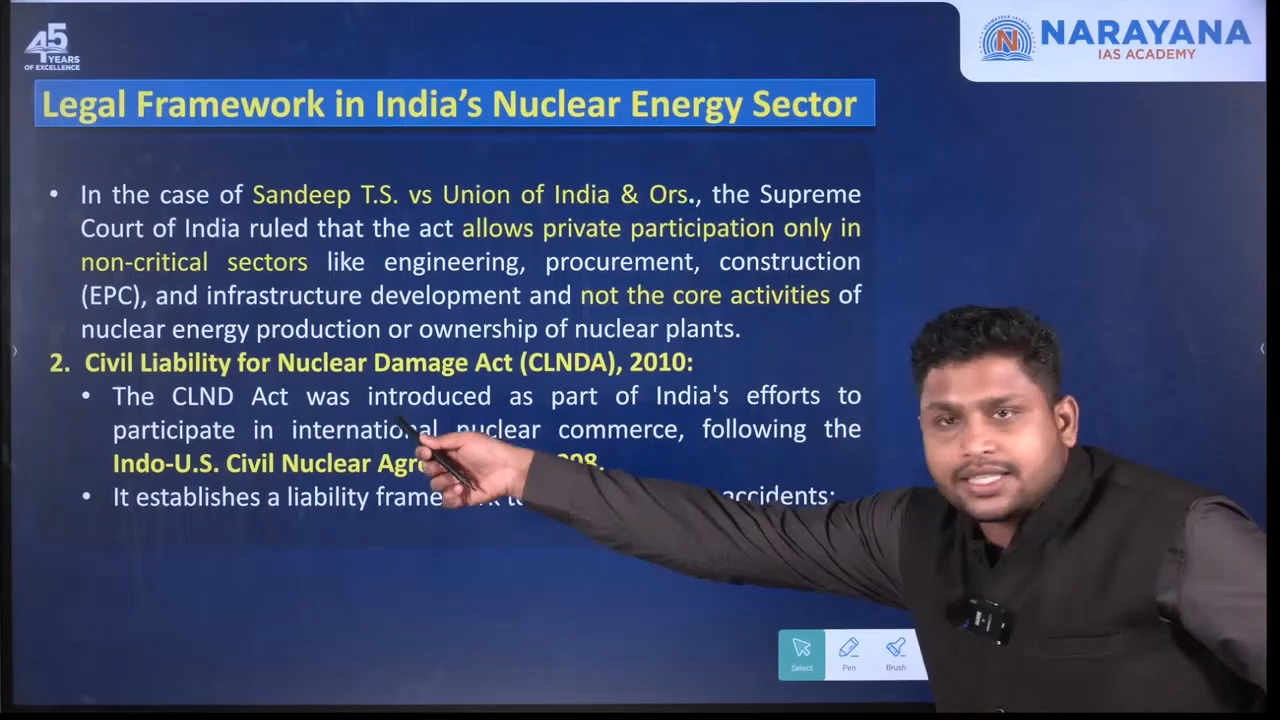 45
YEARS
OF EXCELLENCE
NARAYANA
IAS ACADEMY
N
Legal Framework in India's Nuclear Energy Sector
• In the case of Sandeep T.S. vs Union of India & Ors., the Supreme
Court of India ruled that the act allows private participation only in
non-critical sectors like engineering, procurement, construction
(EPC), and infrastructure development and not the core activities of
nuclear energy production or ownership of nuclear plants.
2. Civil Liability for Nuclear Damage Act (CLNDA), 2010:
• The CLND Act was introduced as part of India's efforts to
participate in international nuclear commerce, following the
Indo-U.S. Civil Nuclear
• It establishes a liability accidents:
Select
Pen
Brush